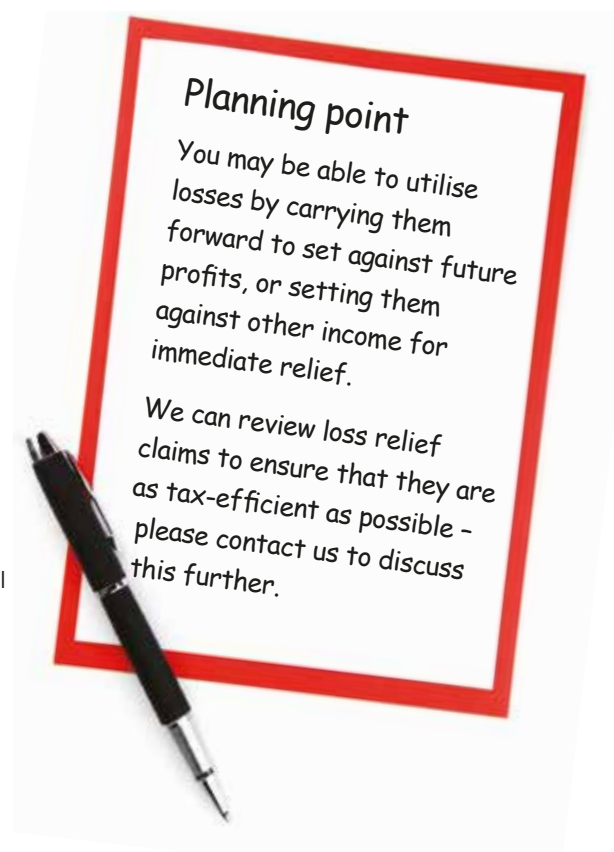 Planning point
You may be able to utilise
losses by carrying them
forward to set against future
profits, or setting them
against other income for
immediate relief.
We can review loss relief
claims to ensure that they are
as tax-efficient as possible –
please contact us to discuss
this further.